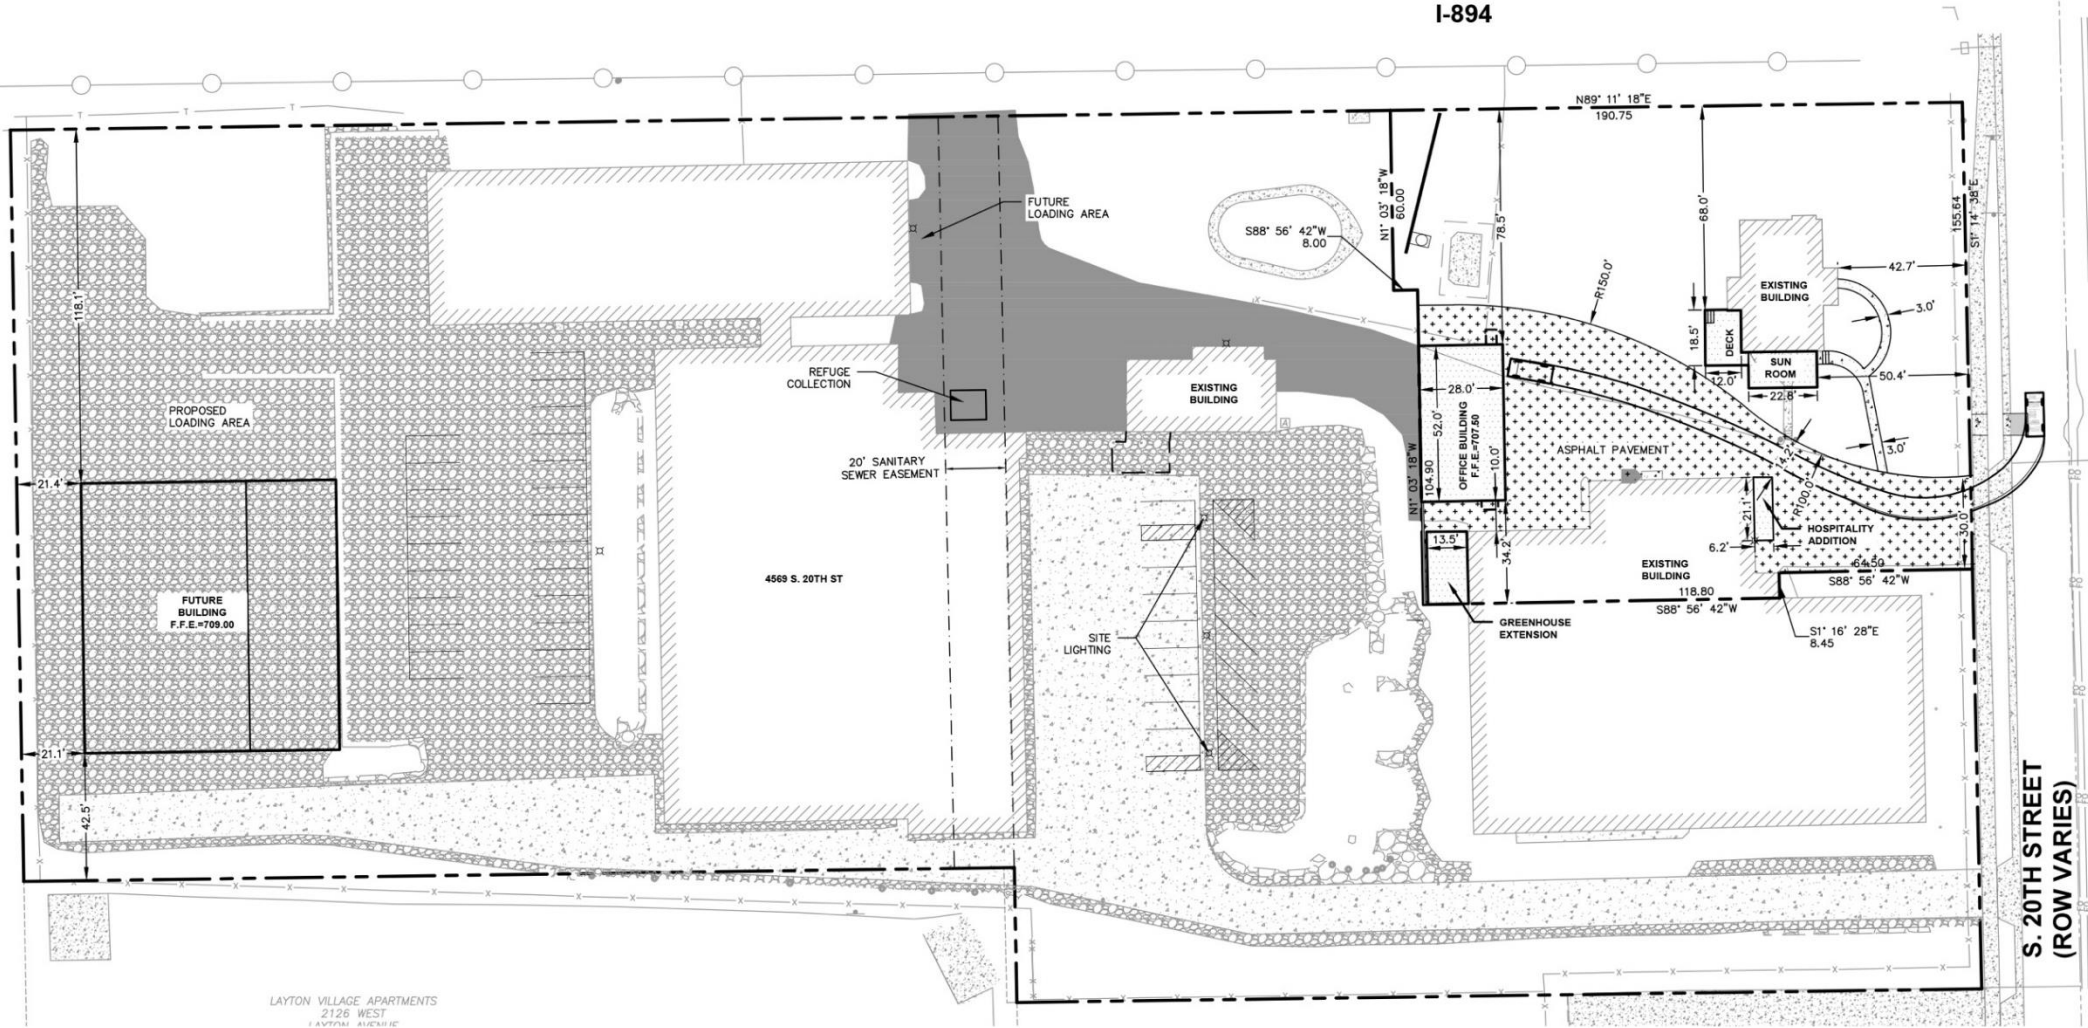 I-894
N89° 11' 18"E
190.75
T
T
T
118.1'
FUTURE
LOADING AREA
N1° 03' 18"W
60.00
S88° 56' 42"W
8.00
78.5'
68.0'
155.64
S1° 14' 38"E
R150.0'
EXISTING
BUILDING
42.7'
3.0'
18.5'
DECK
12.0'
SUN
ROOM
22.8'
50.4'
REFUGE
COLLECTION
EXISTING
BUILDING
28.0'
52.0'
OFFICE BUILDING
F.F.E.=707.50
10.0'
N1° 03' 18"W
104.90
PROPOSED
LOADING AREA
20' SANITARY
SEWER EASEMENT
ASPHALT PAVEMENT
4.2'
3.0'
R100.0'
21.4'
21.1'
HOSPITALITY
ADDITION
30.0'
6.2'
13.5'
34.2'
EXISTING
BUILDING
64.50
S88° 56' 42"W
118.80
S88° 56' 42"W
4569 S. 20TH ST
FUTURE
BUILDING
F.F.E.=709.00
GREENHOUSE
EXTENSION
S1° 16' 28"E
8.45
SITE
LIGHTING
21.1'
42.5'
S. 20TH STREET
(ROW VARIES)
LAYTON VILLAGE APARTMENTS
2126 WEST
LAYTON AVENUE